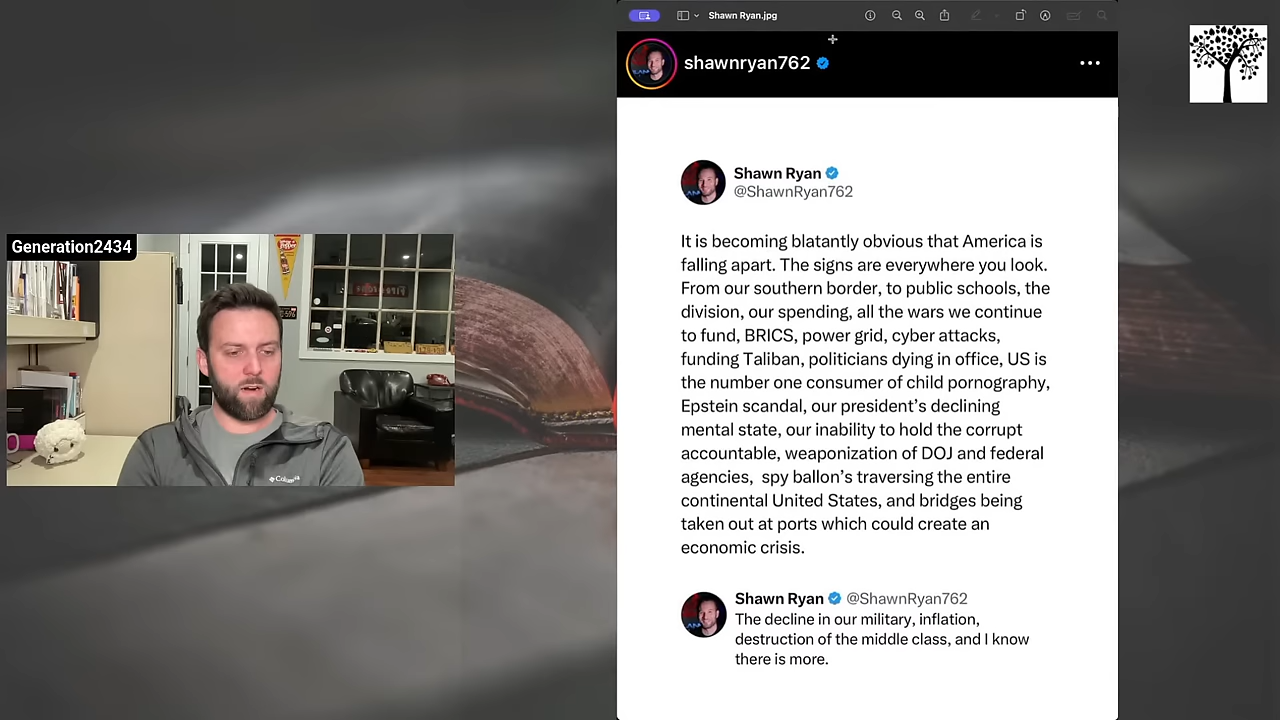 Shawn Ryan.jpg
shawnryan762
Generation2434
Shawn Ryan
@ShawnRyan762
It is becoming blatantly obvious that America is
falling apart. The signs are everywhere you look.
From our southern border, to public schools, the
division, our spending, all the wars we continue
to fund, BRICS, power grid, cyber attacks,
funding Taliban, politicians dying in office, US is
the number one consumer of child pornography,
Epstein scandal, our president's declining
mental state, our inability to hold the corrupt
accountable, weaponization of DOJ and federal
agencies,  spy ballon's traversing the entire
continental United States, and bridges being
taken out at ports which could create an
economic crisis.
Shawn Ryan @ShawnRyan762
The decline in our military, inflation,
destruction of the middle class, and I know
there is more.
Columbia